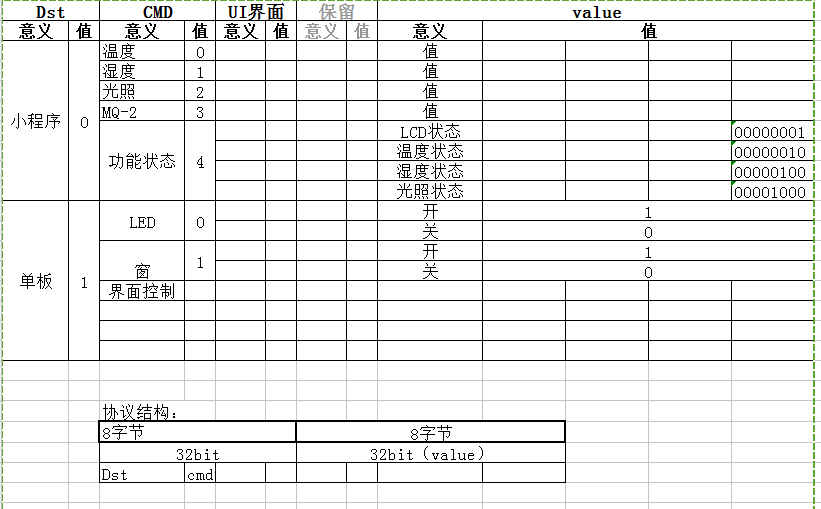 Dst CMD UI界面 保留 value
意义 值 意义 值 意义 值 意义 值 意义 值
小程序 0 温度 0 值
湿度 1 值
光照 2 值
MQ-2 3 值
功能状态 4 LCD状态 00000001
温度状态 00000010
湿度状态 00000100
光照状态 00001000
单板 1 LED 0 开 1
关 0
窗 1 开 1
关 0
界面控制
协议结构:
8字节 8字节
32bit 32bit（value）
Dst cmd